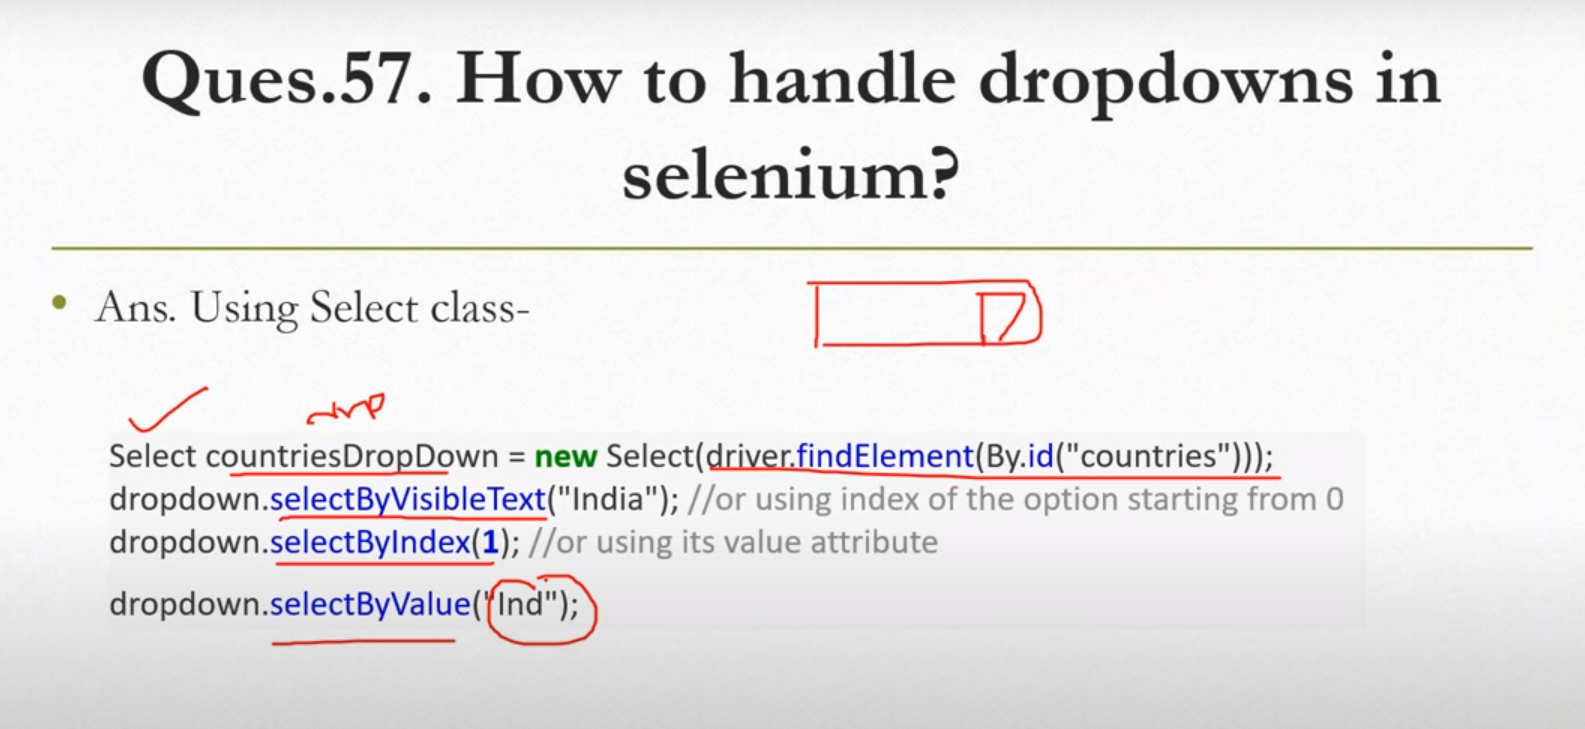 Ques.57. How to handle dropdowns in
selenium?
• Ans. Using Select class-
Select countriesDropDown = new Select(driver.findElement(By.id("countries")));
dropdown.selectByVisibleText("India"); //or using index of the option starting from 0
dropdown.selectByIndex(1); //or using its value attribute
dropdown.selectByValue("Ind");